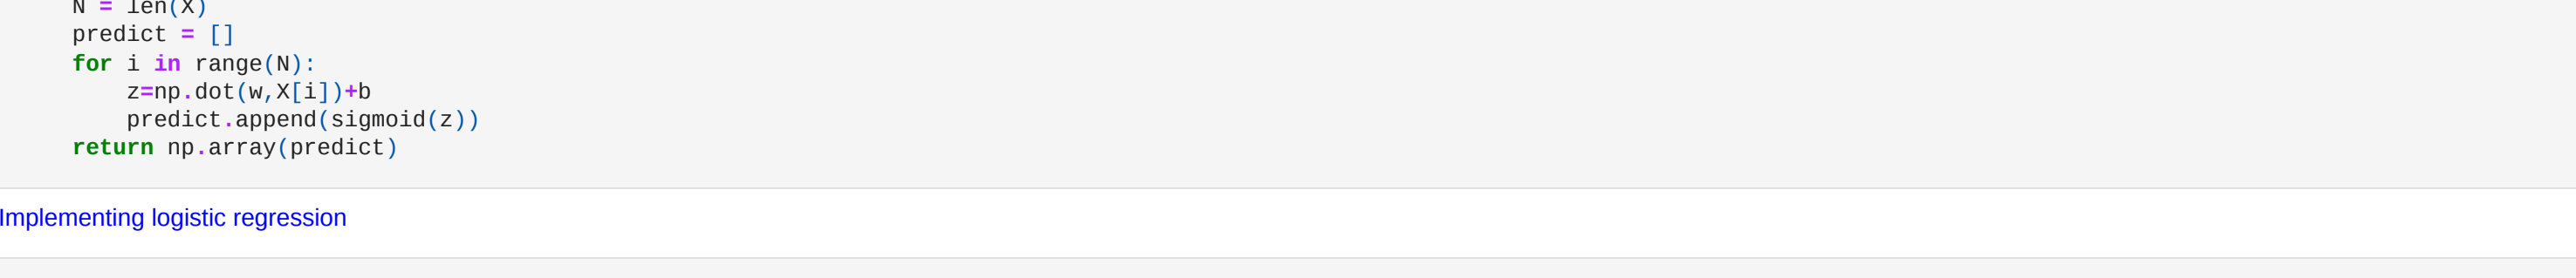 N = len(X)
predict = []
for i in range(N):
z=np.dot(w,X[i])+b
predict.append(sigmoid(z))
return np.array(predict)
Implementing logistic regression